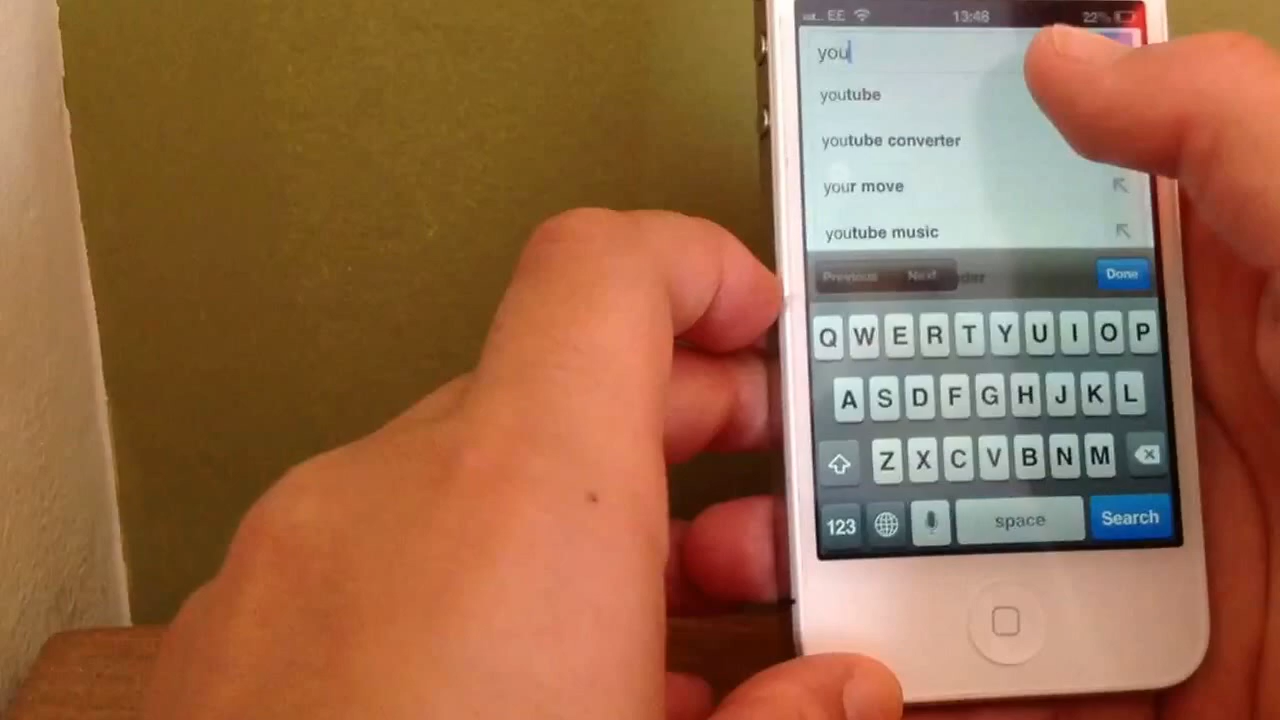 EE 13:48 22%
you
youtube
youtube converter
your move
youtube music
Previous Next Done
Q W E R T Y U I O P
A S D F G H J K L
Z X C V B N M
123 space Search